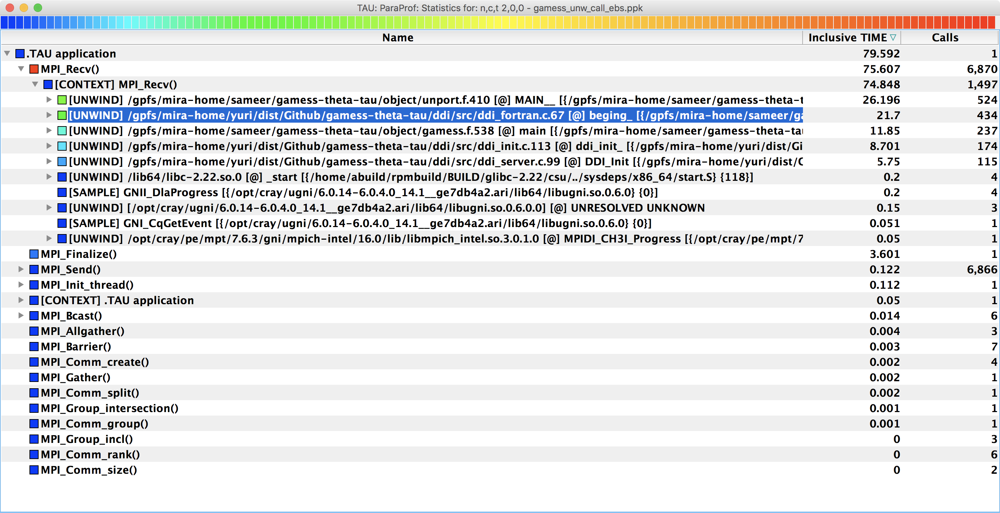 TAU: ParaProf: Statistics for: n,c,t 2,0,0 - gamess_unw_call_ebs.ppk
Name Inclusive TIME Calls
.TAU application 79.592 1
MPI_Recv() 75.607 6,870
[CONTEXT] MPI_Recv() 74.848 1,497
[UNWIND] /gpfs/mira-home/sameer/gamess-theta-tau/object/unport.f.410 [@] MAIN__ [{/gpfs/mira-home/sameer/gamess-theta-t 26.196 524
[UNWIND] /gpfs/mira-home/yuri/dist/Github/gamess-theta-tau/ddi/src/ddi_fortran.c.67 [@] beging_ [{/gpfs/mira-home/sameer/ga 21.7 434
[UNWIND] /gpfs/mira-home/sameer/gamess-theta-tau/object/gamess.f.538 [@] main [{/gpfs/mira-home/sameer/gamess-theta-tau 11.85 237
[UNWIND] /gpfs/mira-home/yuri/dist/Github/gamess-theta-tau/ddi/src/ddi_init.c.113 [@] ddi_init_ [{/gpfs/mira-home/yuri/dist/Gi 8.701 174
[UNWIND] /gpfs/mira-home/yuri/dist/Github/gamess-theta-tau/ddi/src/ddi_server.c.99 [@] DDI_Init [{/gpfs/mira-home/yuri/dist/G 5.75 115
[UNWIND] /lib64/libc-2.22.so.0 [@] _start [{/home/abuild/rpmbuild/BUILD/glibc-2.22/csu/../sysdeps/x86_64/start.S} {118}] 0.2 4
[SAMPLE] GNII_DlaProgress [{/opt/cray/ugni/6.0.14-6.0.4.0_14.1__ge7db4a2.ari/lib64/libugni.so.0.6.0} {0}] 0.2 4
[UNWIND] [/opt/cray/ugni/6.0.14-6.0.4.0_14.1__ge7db4a2.ari/lib64/libugni.so.0.6.0.0] [@] UNRESOLVED UNKNOWN 0.15 3
[SAMPLE] GNI_CqGetEvent [{/opt/cray/ugni/6.0.14-6.0.4.0_14.1__ge7db4a2.ari/lib64/libugni.so.0.6.0} {0}] 0.051 1
[UNWIND] /opt/cray/pe/mpt/7.6.3/gni/mpich-intel/16.0/lib/libmpich_intel.so.3.0.1.0 [@] MPIDI_CH3I_Progress [{/opt/cray/pe/mpt/7 0.05 1
MPI_Finalize() 3.601 1
MPI_Send() 0.122 6,866
MPI_Init_thread() 0.112 1
[CONTEXT] .TAU application 0.05 1
MPI_Bcast() 0.014 6
MPI_Allgather() 0.004 3
MPI_Barrier() 0.003 7
MPI_Comm_create() 0.002 4
MPI_Gather() 0.002 1
MPI_Comm_split() 0.002 1
MPI_Group_intersection() 0.001 1
MPI_Comm_group() 0.001 1
MPI_Group_incl() 0 3
MPI_Comm_rank() 0 6
MPI_Comm_size() 0 2